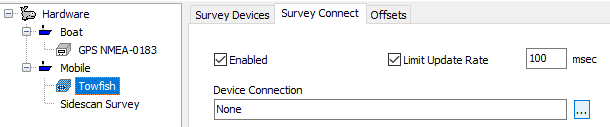 Hardware
Boat
GPS NMEA-0183
Mobile
Towfish
Sidescan Survey
Survey Devices Survey Connect Offsets
Enabled Limit Update Rate 100 msec
Device Connection
None ...